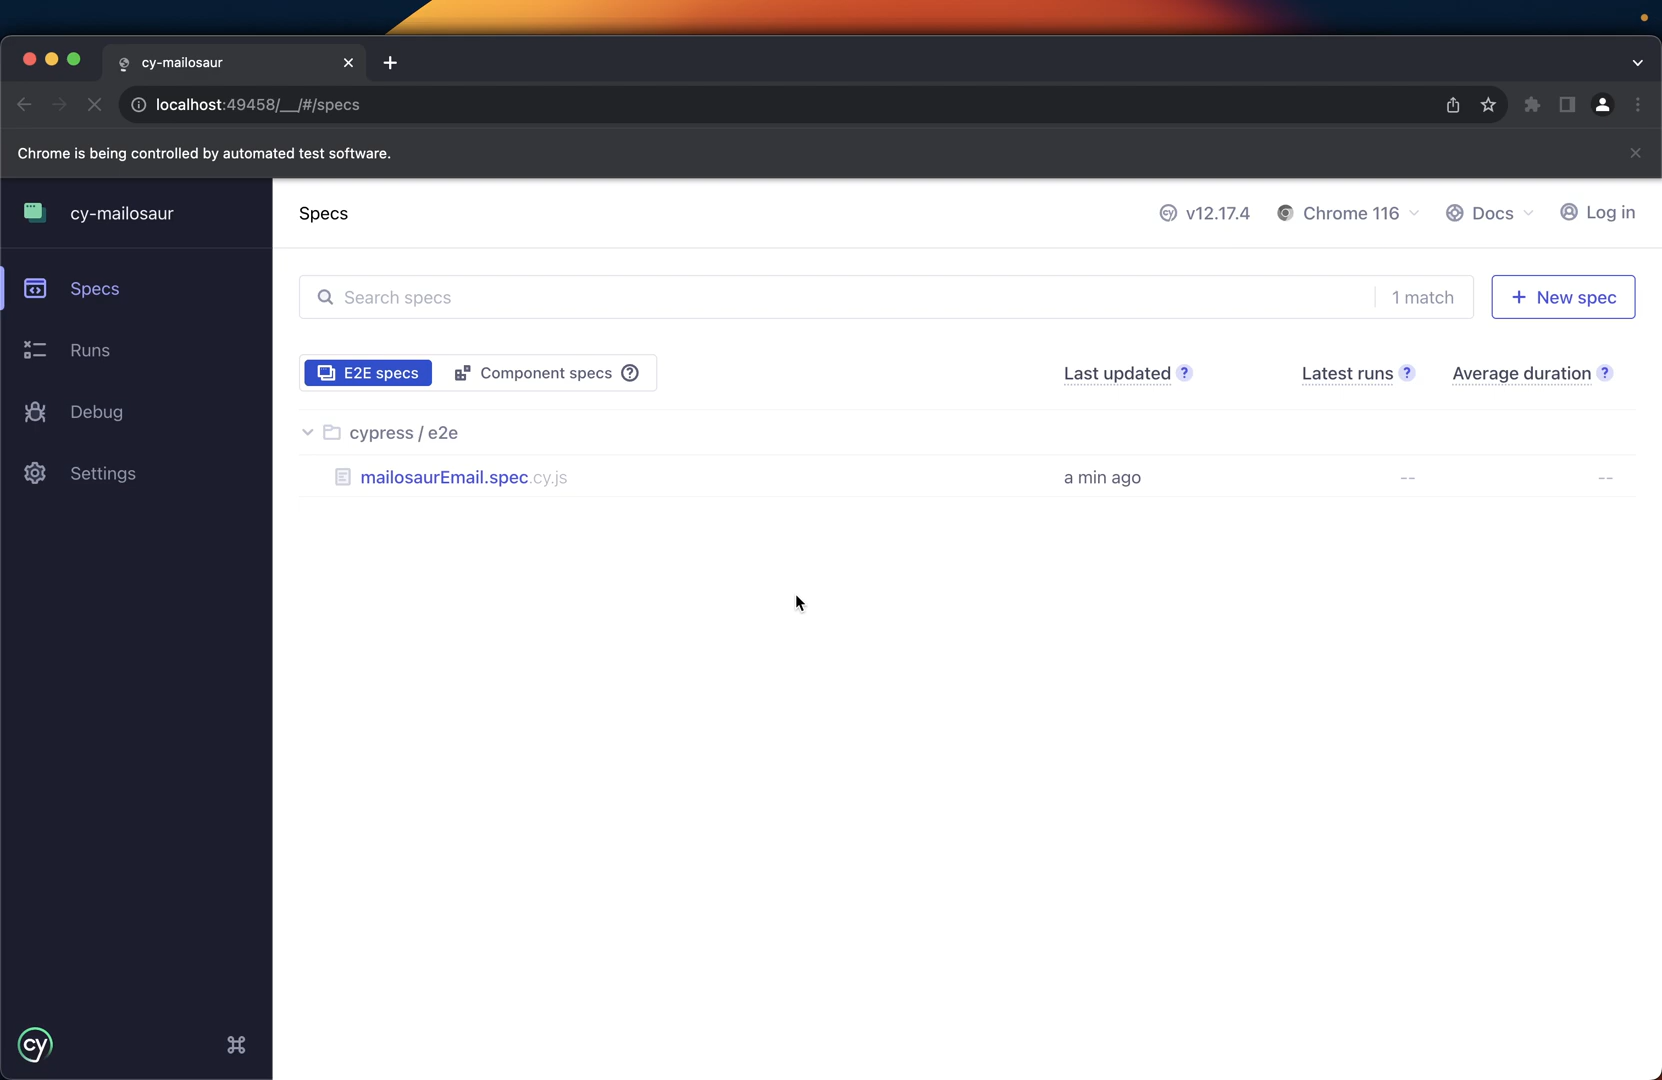 cy-mailosaur
localhost:49458/__/#/specs
Chrome is being controlled by automated test software.
cy-mailosaur
Specs
v12.17.4
Chrome 116
Docs
Log in
Specs
Runs
Debug
Settings
Search specs
1 match
+ New spec
E2E specs
Component specs
Last updated ?
Latest runs ?
Average duration ?
cypress / e2e
mailosaurEmail.spec.cy.js
a min ago
--
--
cy